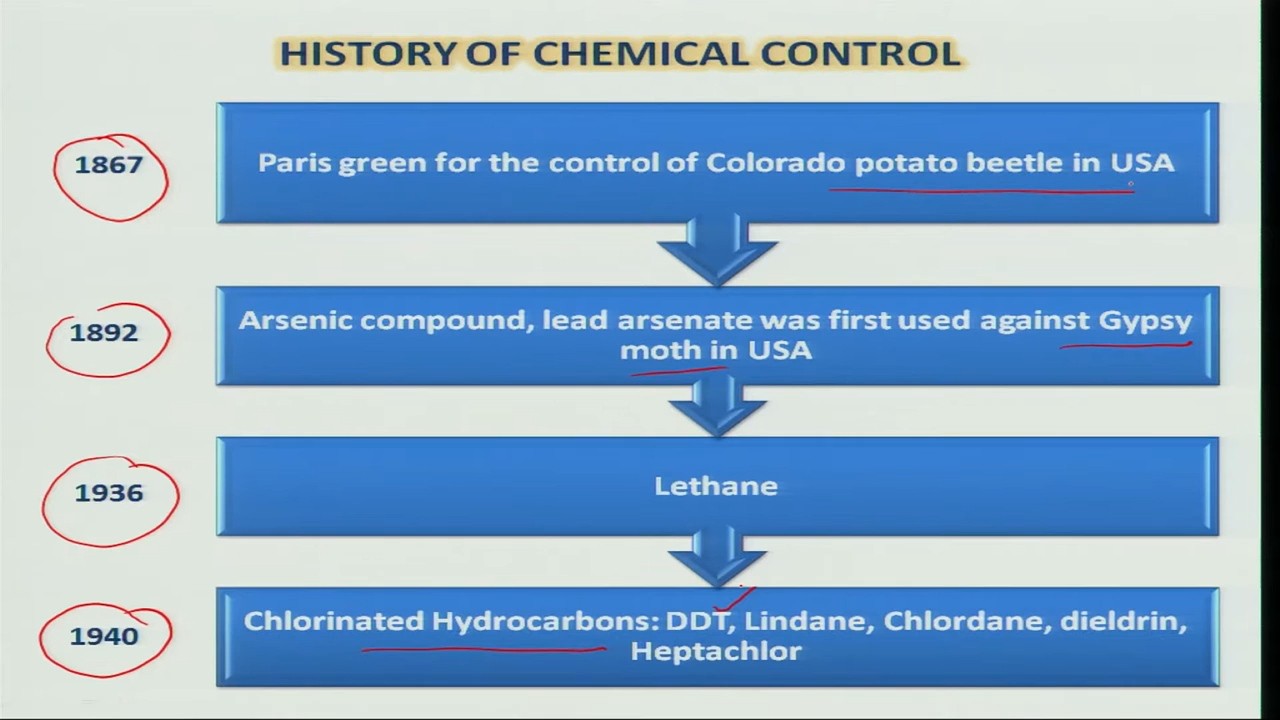 HISTORY OF CHEMICAL CONTROL
1867
Paris green for the control of Colorado potato beetle in USA
1892
Arsenic compound, lead arsenate was first used against Gypsy
moth in USA
1936
Lethane
1940
Chlorinated Hydrocarbons: DDT, Lindane, Chlordane, dieldrin,
Heptachlor